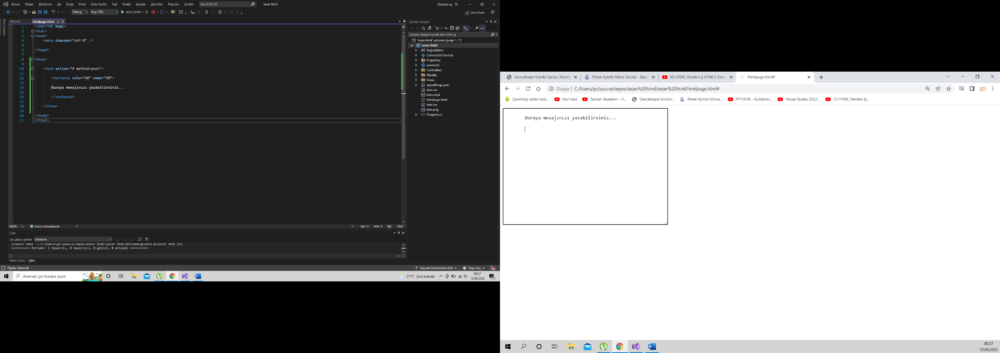 Dosya Düzen Görünüm Git Proje Derle Hata Ayıkla Test Analiz Araçlar Uzantılar Pencere Yardım Ara (Ctrl+Q) sezer html Oturum aç
Debug Any CPU sezer_html Live Share
Araç Kutusu
ders.css htmlpage.html
1 <!DOCTYPE html>
2 <html>
3 <head>
4 <meta charset="utf-8" />
5
6 </head>
7
8 <body>
9
10 <form action="# method=post">
11
12 <textarea cols="60" rows="20">
13
14 Buraya mesajınızı yazabilirsiniz...
15
16 </textarea>
17
18 </form>
19
20 </body>
21 </html>
106 % Sorun bulunamadı Sat: 21 Krkt: 8 BŞL CRLF
Çıktı
Şu çıktıyı göster: Derleme
1>sezer html -> C:\Users\pc\source\repos\sezer html\sezer html\bin\Debug\net6.0\sezer html.dll
========== Derleme: 1 başarılı, 0 başarısız, 0 güncel, 0 atlandı ==========
Hata Listesi Çıktı
Öğeler Saklandı Kaynak Denetimine Ekle Depo Seç 2
Çözüm Gezgini
Çözüm Gezgini İçinde Ara (Ctrl+ş)
'sezer html' çözümü (proje 1 / 1)
sezer html
Bağımlılıklar
Connected Services
Properties
wwwroot
Controllers
Models
Views
appsettings.json
ders.css
duru.mp4
htmlpage.html
kare.ico
kare.png
C# Program.cs
Aramak için buraya yazın 21°C Çok bulutlu 00:27
12.06.2022 1
Sancaktepe Kombi Servis | Kombi Petek Kombi Klima Servisi - Bakım (6) HTML Dersleri || HTML5 Dersl htmlpage.html#
Dosya | C:/Users/pc/source/repos/sezer%20html/sezer%20html/htmlpage.html#
Çevrimiçi video indi... YouTube Tesisat Akademi - Y... Sancaktepe Kombi... Petek Kombi Klima... PYTHON - Kullanım... Visual Studio 2022... (1) HTML Dersleri ||...
Buraya mesajınızı yazabilirsiniz...
00:27
12.06.2022